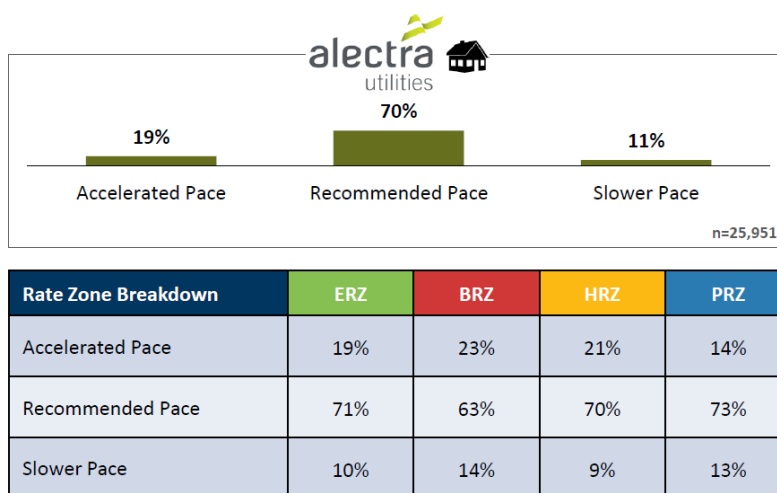 alectra
utilities
19% 70% 11%
Accelerated Pace Recommended Pace Slower Pace
n=25,951
Rate Zone Breakdown ERZ BRZ HRZ PRZ
Accelerated Pace 19% 23% 21% 14%
Recommended Pace 71% 63% 70% 73%
Slower Pace 10% 14% 9% 13%